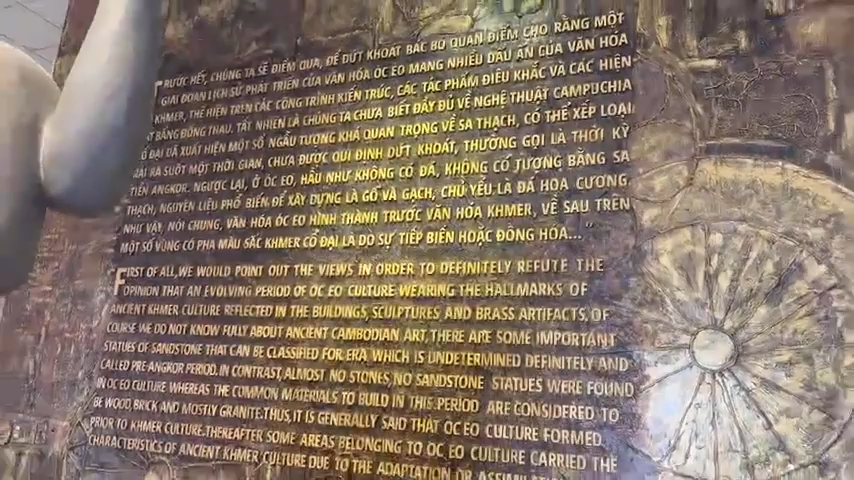 TRƯỚC HẾT, CHÚNG TA SẼ ĐIỂM QUA, ĐỂ DỨT KHOÁT BÁC BỎ QUAN ĐIỂM CHO RẰNG MỘT
GIAI ĐOẠN LỊCH SỬ PHÁT TRIỂN CỦA VĂN HÓA ÓC EO MANG NHIỀU DẤU ẤN CỦA VĂN HÓA
KHMER, THỂ HIỆN TRÊN CÁC CÔNG TRÌNH KIẾN TRÚC, CÁC TÁC PHẨM ĐIÊU KHẮC VÀ CÁC HIỆN
VẬT BẰNG ĐỒNG THAU. TẤT NHIÊN LÀ CHÚNG TA CHƯA BIẾT ĐẦY ĐỦ VỀ NGHỆ THUẬT CAMPUCHIA
ĐẠI ĐÃ XUẤT HIỆN MỘT SỐ NGẪU TƯỢNG KHÁ QUAN TRỌNG VỀ SA THẠCH, CÓ THỂ XẾP LOẠI
RA SUỐT MỘT THỜI GIAN, CHƯA ĐƯỢC QUI ĐỊNH DỨT KHOÁT, THƯỜNG GỌI LÀ THỜI KỲ
TIỀN ANGKOR. NGƯỢC LẠI, Ở ÓC EO, HẦU NHƯ KHÔNG CÓ ĐÁ, KHÔNG CÓ TƯỢNG BẰNG SA
THẠCH, NGUYÊN LIỆU PHỔ BIẾN ĐỂ XÂY DỰNG LÀ GỖ VÀ GẠCH, CHỦ YẾU LÀ ĐÁ HOA CƯƠNG.
NHƯ VẬY, NÓI CHUNG, VĂN HÓA ÓC EO HÌNH THÀNH TRƯỚC VĂN HÓA KHMER, VỀ SAU TRÊN
MỘT SỐ VÙNG CÓ PHA MÀU SẮC KHMER CỔ ĐẠI LÀ DO SỰ TIẾP BIẾN HOẶC ĐỒNG HÓA...
FIRST OF ALL, WE WOULD POINT OUT THE VIEWS IN ORDER TO DEFINITELY REFUTE THE
OPINION THAT AN EVOLVING PERIOD OF OC EO CULTURE WEARING THE HALLMARKS OF
ANCIENT KHMER CULTURE REFLECTED IN THE BUILDINGS, SCULPTURES AND BRASS ARTIFACTS, OF
COURSE WE DO NOT KNOW FULLY ABOUT ANCIENT CAMBODIAN ART, THERE ARE SOME IMPORTANT
STATUES OF SANDSTONE THAT CAN BE CLASSIFIED FOR ERA WHICH IS UNDETERMINED DEFINITELY AND
CALLED PRE-ANGKOR PERIOD. IN CONTRAST, ALMOST NO STONES, NO SANDSTONE STATUES WERE FOUND
IN OC EO CULTURE WHEREAS THE COMMON MATERIALS TO BUILD IN THIS PERIOD ARE CONSIDERED TO
BE WOOD, BRICK AND MOSTLY GRANITE. THUS, IT IS GENERALLY SAID THAT OC EO CULTURE FORMED
PRIOR TO KHMER CULTURE. THEREAFTER SOME AREAS BELONGING TO OC EO CULTURE CARRIED THE
CHARACTERISTICS OF ANCIENT KHMER CULTURE DUE TO THE ADAPTATION OR